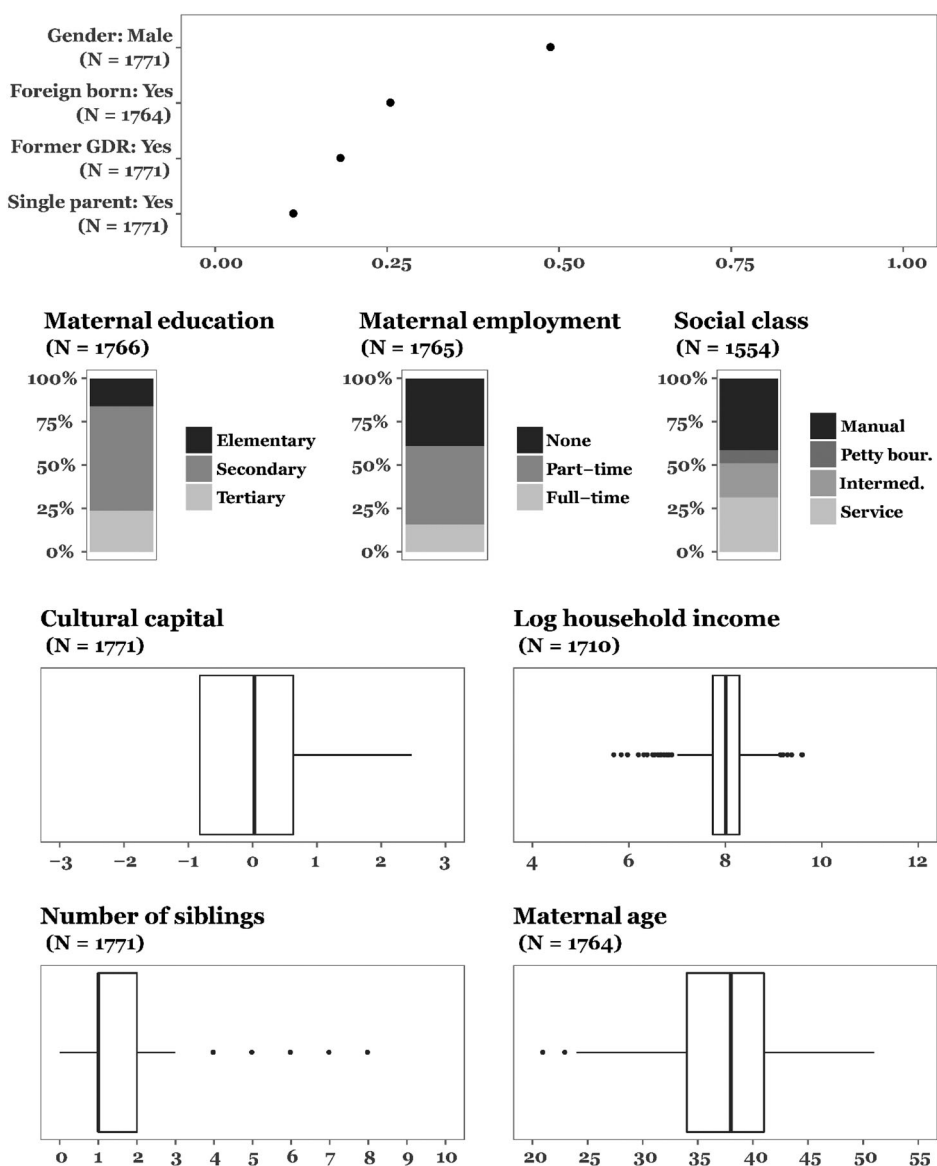 Gender: Male
(N = 1771)
Foreign born: Yes
(N = 1764)
Former GDR: Yes
(N = 1771)
Single parent: Yes
(N = 1771)
0.00 0.25 0.50 0.75 1.00
Maternal education
(N = 1766)
100%
75%
50%
25%
0%
Elementary
Secondary
Tertiary
Maternal employment
(N = 1765)
100%
75%
50%
25%
0%
None
Part−time
Full−time
Social class
(N = 1554)
100%
75%
50%
25%
0%
Manual
Petty bour.
Intermed.
Service
Cultural capital
(N = 1771)
−3 −2 −1 0 1 2 3
Log household income
(N = 1710)
4 6 8 10 12
Number of siblings
(N = 1771)
0 1 2 3 4 5 6 7 8 9 10
Maternal age
(N = 1764)
20 25 30 35 40 45 50 55